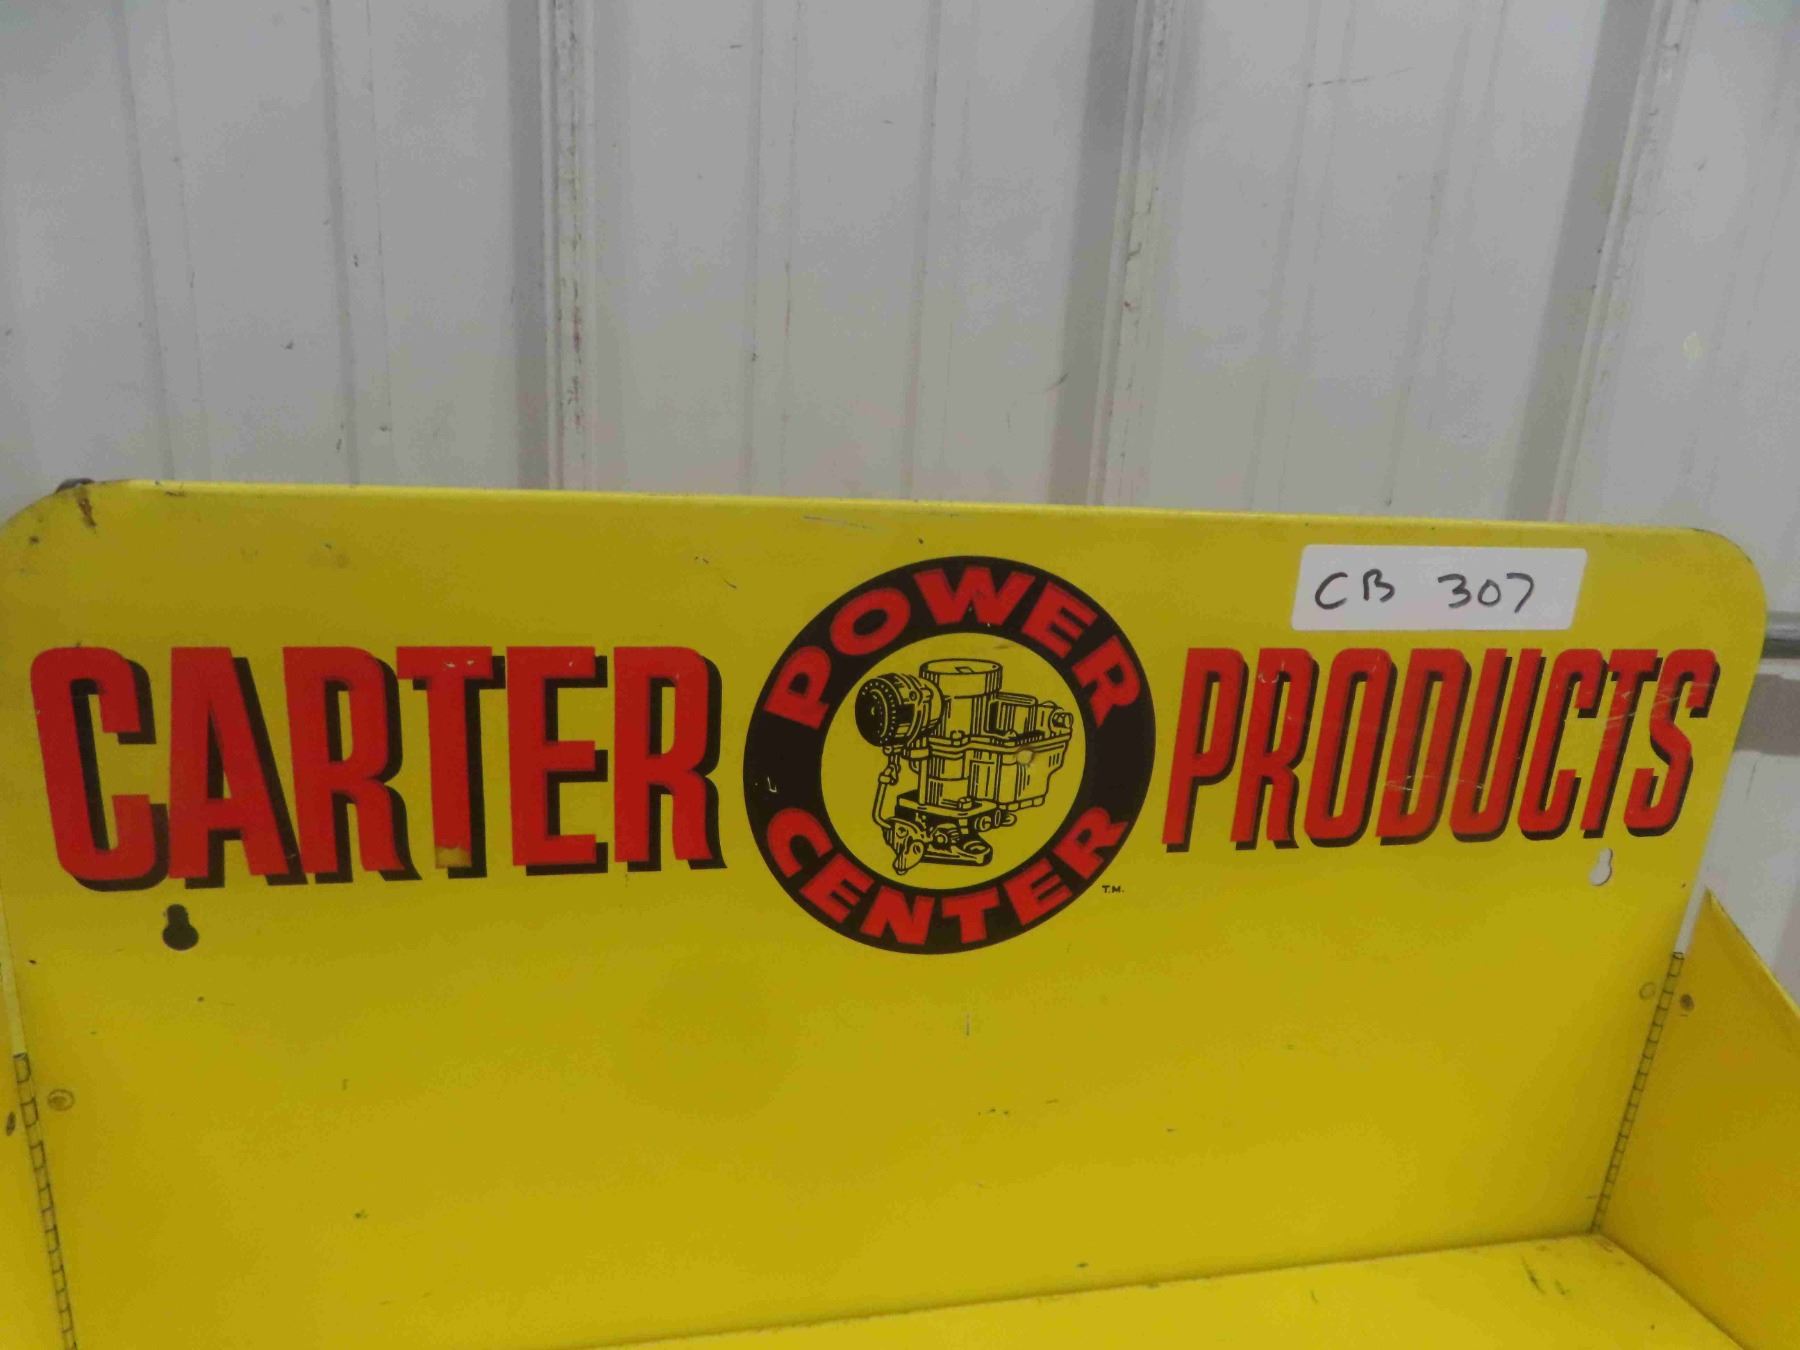 CB 307
CARTER POWER CENTER PRODUCTS
T.M.